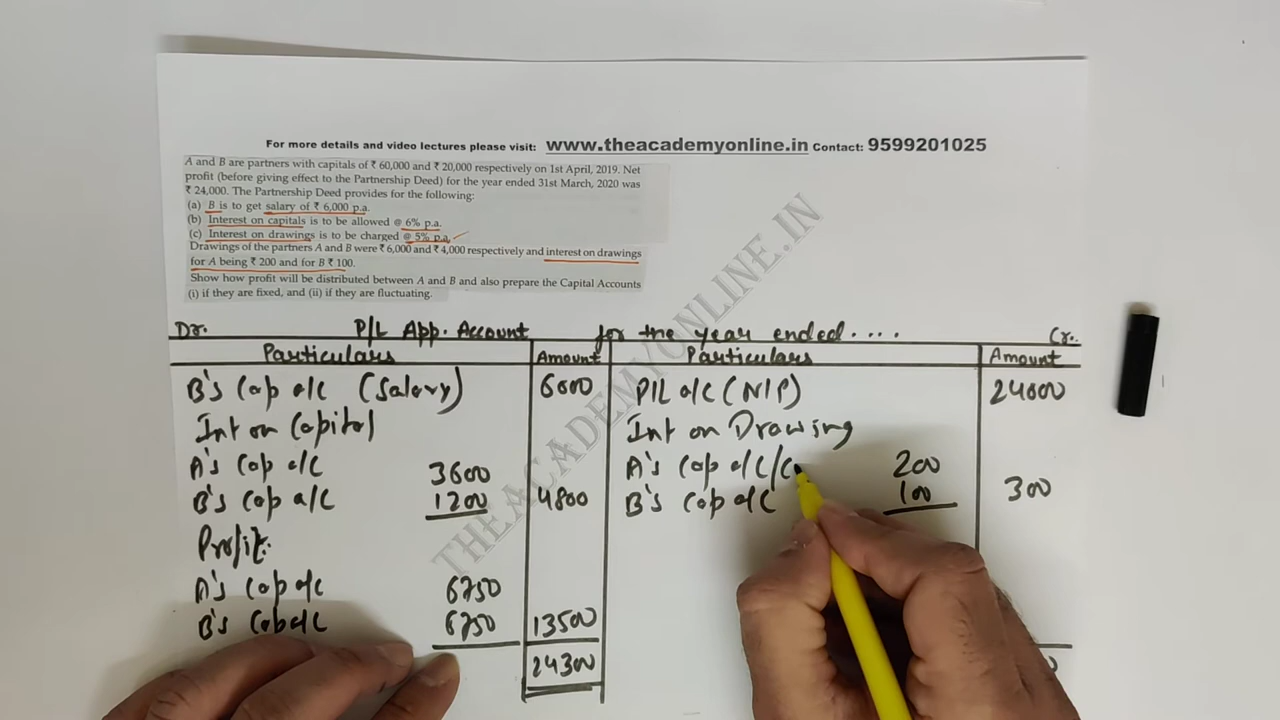 For more details and video lectures please visit: www.theacademyonline.in Contact: 9599201025
A and B are partners with capitals of ₹ 60,000 and ₹ 20,000 respectively on 1st April, 2019. Net
profit (before giving effect to the Partnership Deed) for the year ended 31st March, 2020 was
₹ 24,000. The Partnership Deed provides for the following:
(a) B is to get salary of ₹ 6,000 p.a.
(b) Interest on capitals is to be allowed @ 6% p.a.
(c) Interest on drawings is to be charged @ 5% p.a.
Drawings of the partners A and B were ₹ 6,000 and ₹ 4,000 respectively and interest on drawings
for A being ₹ 200 and for B ₹ 100.
Show how profit will be distributed between A and B and also prepare the Capital Accounts
(i) if they are fixed, and (ii) if they are fluctuating.
THEACADEMYONLINE.IN
Dr. P/L App. Account for the year ended.... Cr.
Particulars Amount Particulars Amount
B's Cap a/c (Salary) 6000 P/L a/c (N/P) 24000
Int on Capital Int on Drawing
A's Cap a/c 3600 A's Cap a/c/C 200
B's Cap a/c 1200 4800 B's Cap a/c 100 300
Profit:
A's Cap a/c 6750
B's Cap a/c 6750 13500
24300